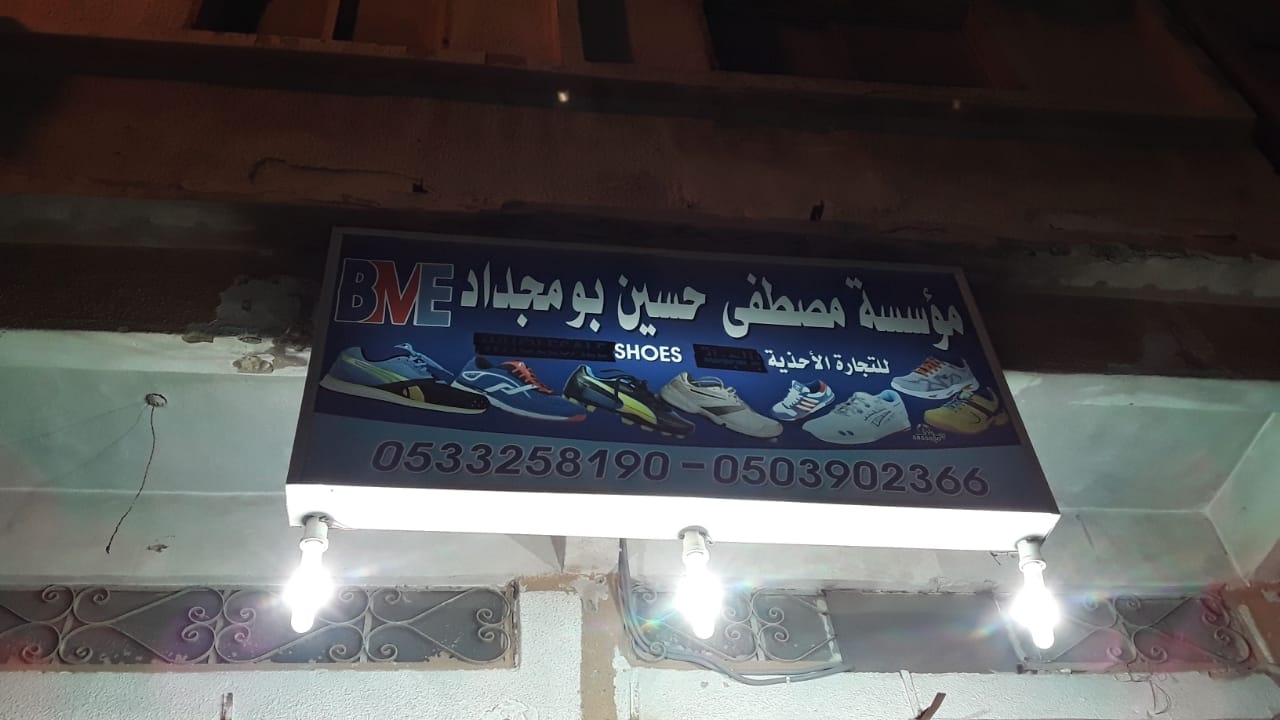 مؤسسة مصطفى حسين بومجداد BME
للتجارة الأحذية SHOES
0533258190 - 0503902366